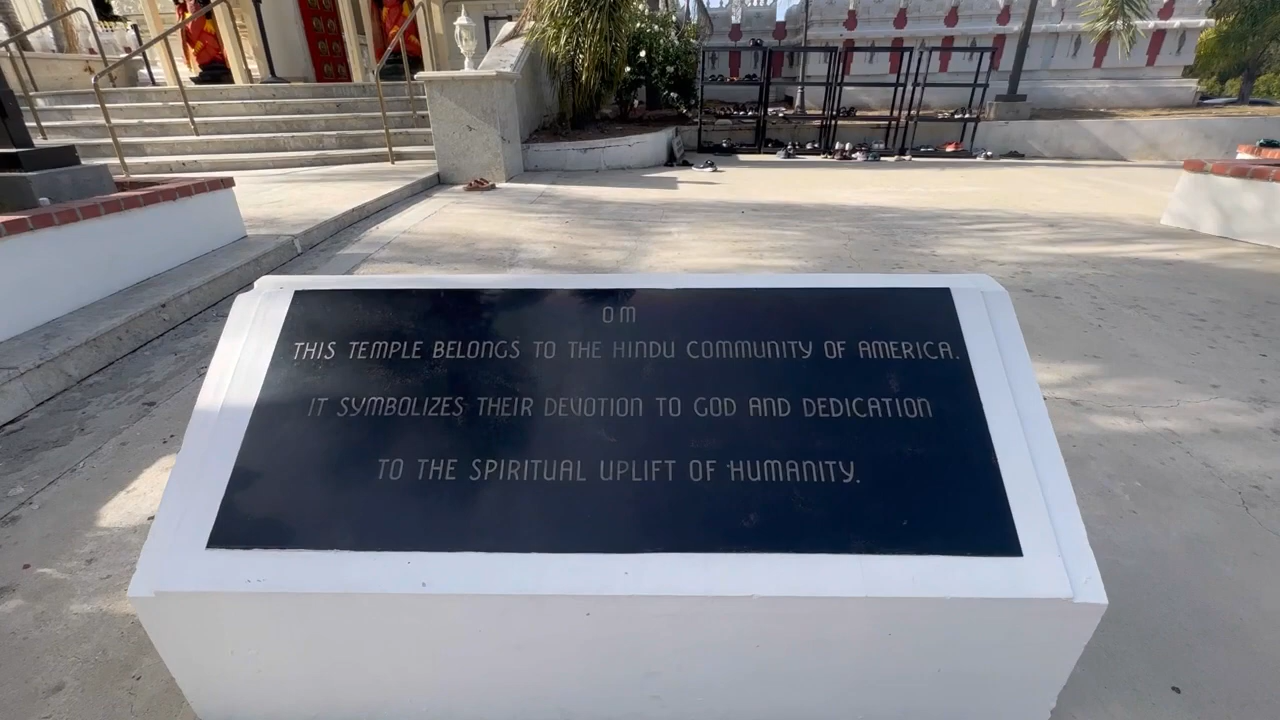 OM
THIS TEMPLE BELONGS TO THE HINDU COMMUNITY OF AMERICA.
IT SYMBOLIZES THEIR DEVOTION TO GOD AND DEDICATION
TO THE SPIRITUAL UPLIFT OF HUMANITY.